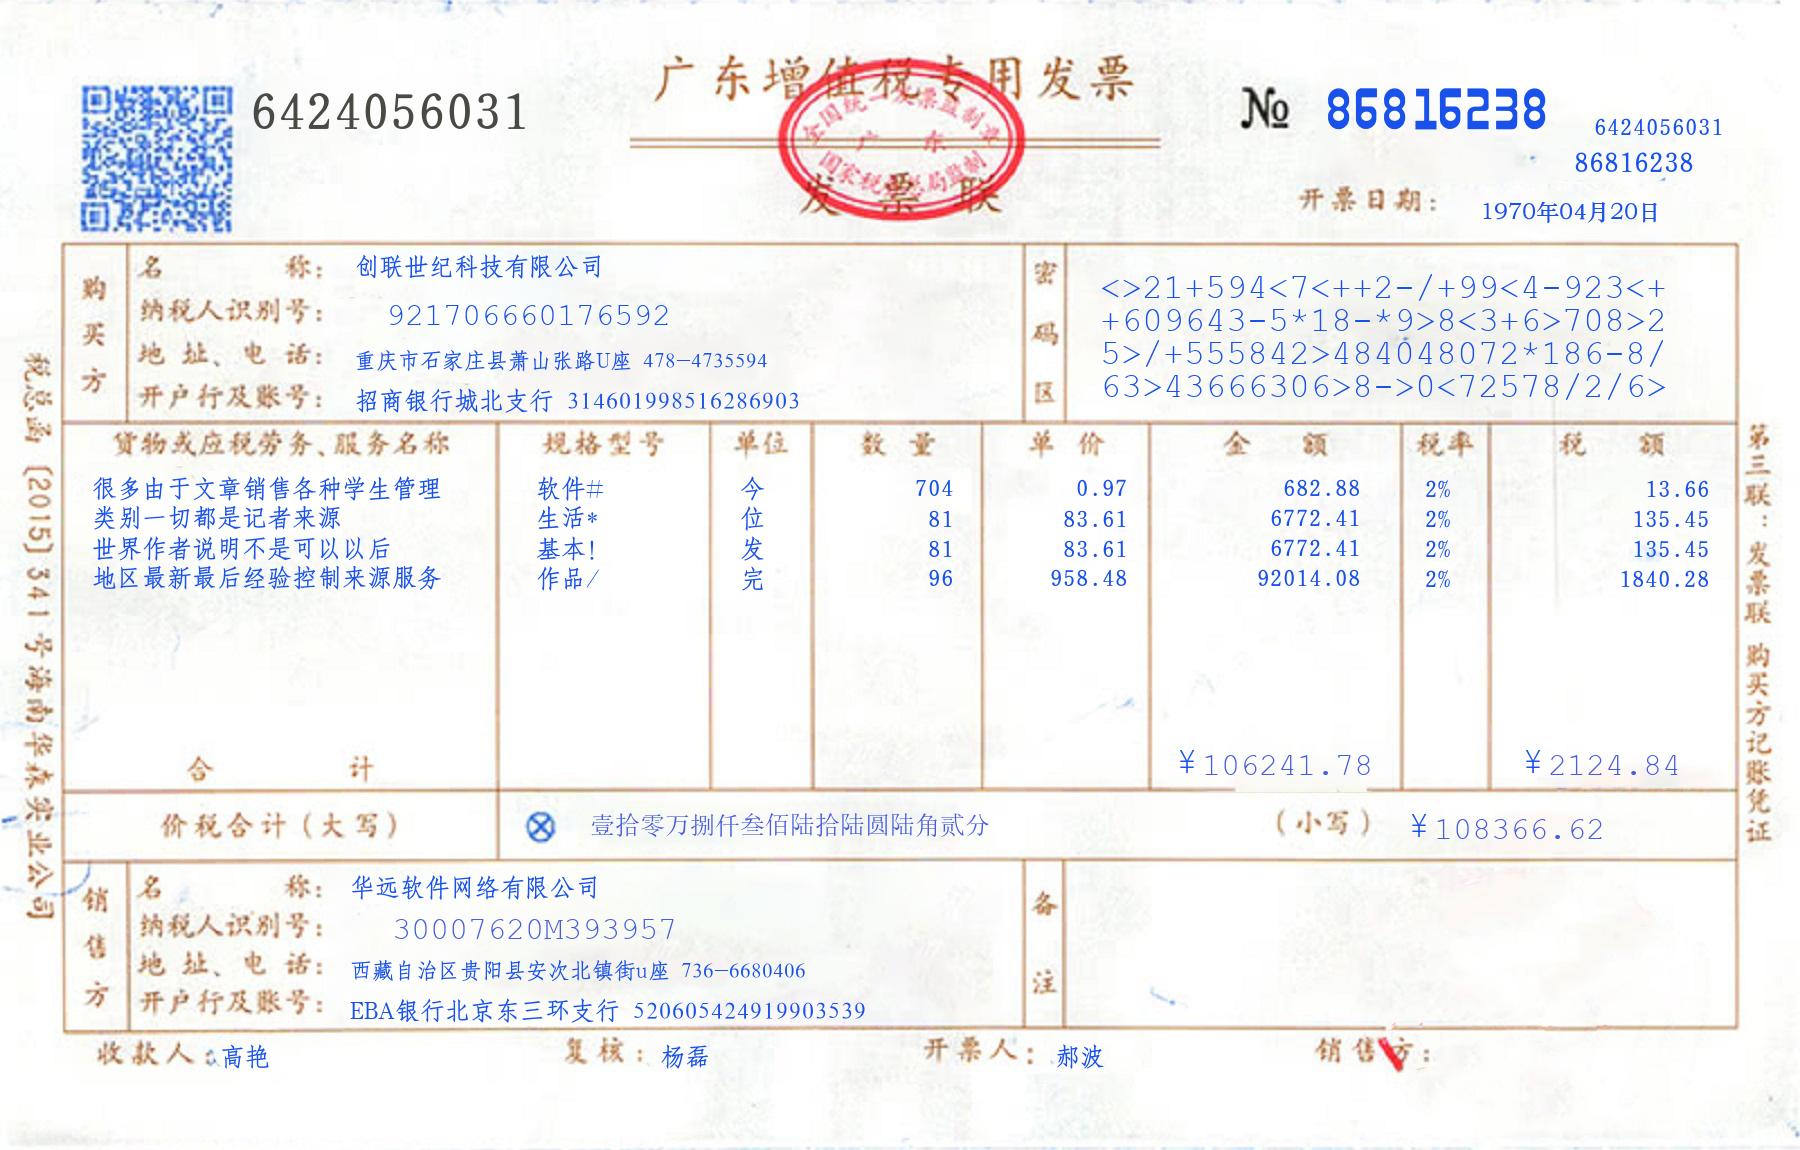 广东增值税专用发票
6424056031
№ 86816238
6424056031
86816238
全国统一发票监制章
广东
国家税务总局监制
发票联
开票日期: 1970年04月20日
购买方
名称: 创联世纪科技有限公司
纳税人识别号: 921706660176592
地址、电话: 重庆市石家庄县萧山张路U座 478-4735594
开户行及账号: 招商银行城北支行 314601998516286903
密码区
<>21+594<7<++2-/+99<4-923<+
+609643-5*18-*9>8<3+6>708>2
5>/+555842>484048072*186-8/
63>43666306>8->0<72578/2/6>
货物或应税劳务、服务名称 规格型号 单位 数量 单价 金额 税率 税额
很多由于文章销售各种学生管理 软件# 今 704 0.97 682.88 2% 13.66
类别一切都是记者来源 生活* 位 81 83.61 6772.41 2% 135.45
世界作者说明不是可以以后 基本! 发 81 83.61 6772.41 2% 135.45
地区最新最后经验控制来源服务 作品/ 完 96 958.48 92014.08 2% 1840.28
合计 ¥106241.78 ¥2124.84
价税合计(大写) ⊗ 壹拾零万捌仟叁佰陆拾陆圆陆角贰分 (小写) ¥108366.62
销售方
名称: 华远软件网络有限公司
纳税人识别号: 30007620M393957
地址、电话: 西藏自治区贵阳县安次北镇街u座 736-6680406
开户行及账号: EBA银行北京东三环支行 520605424919903539
备注
收款人: 高艳 复核: 杨磊 开票人: 郝波 销售方:
税总函〔2015〕341号海南华森实业公司
第三联:发票联 购买方记账凭证